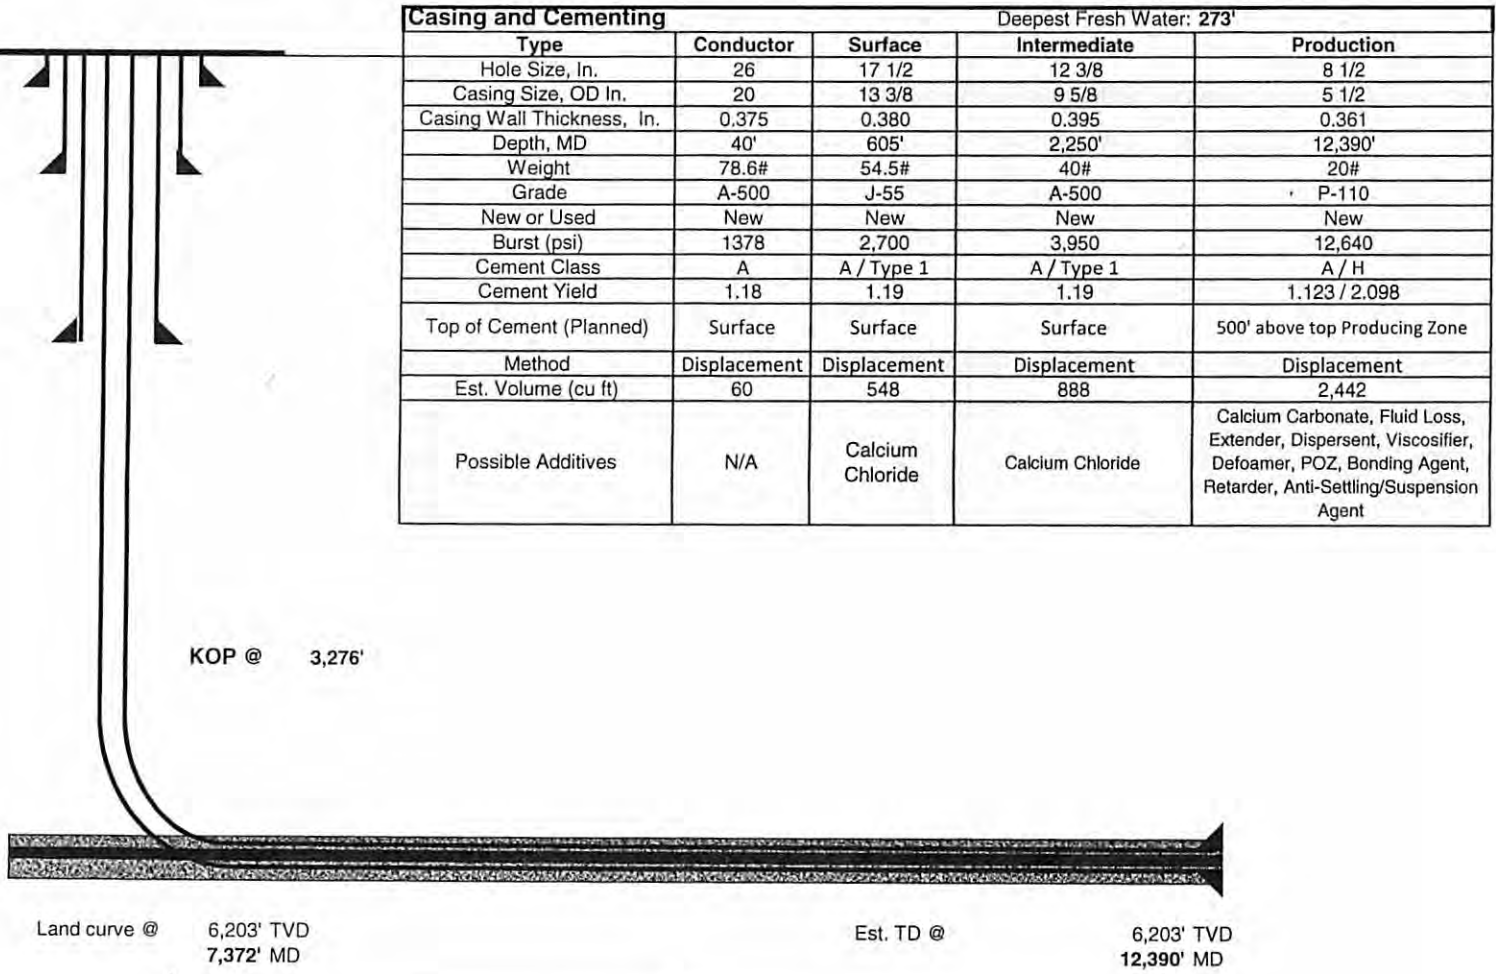 Casing and Cementing Deepest Fresh Water: 273'
Type Conductor Surface Intermediate Production
Hole Size, In. 26 17 1/2 12 3/8 8 1/2
Casing Size, OD In. 20 13 3/8 9 5/8 5 1/2
Casing Wall Thickness, In. 0.375 0.380 0.395 0.361
Depth, MD 40' 605' 2,250' 12,390'
Weight 78.6# 54.5# 40# 20#
Grade A-500 J-55 A-500 P-110
New or Used New New New New
Burst (psi) 1378 2,700 3,950 12,640
Cement Class A A / Type 1 A / Type 1 A / H
Cement Yield 1.18 1.19 1.19 1.123 / 2.098
Top of Cement (Planned) Surface Surface Surface 500' above top Producing Zone
Method Displacement Displacement Displacement Displacement
Est. Volume (cu ft) 60 548 888 2,442
Possible Additives N/A Calcium
Chloride
Calcium Chloride
Calcium Carbonate, Fluid Loss,
Extender, Dispersent, Viscosifier,
Defoamer, POZ, Bonding Agent,
Retarder, Anti-Settling/Suspension
Agent
KOP @ 3,276'
Land curve @ 6,203' TVD
7,372' MD
Est. TD @ 6,203' TVD
12,390' MD